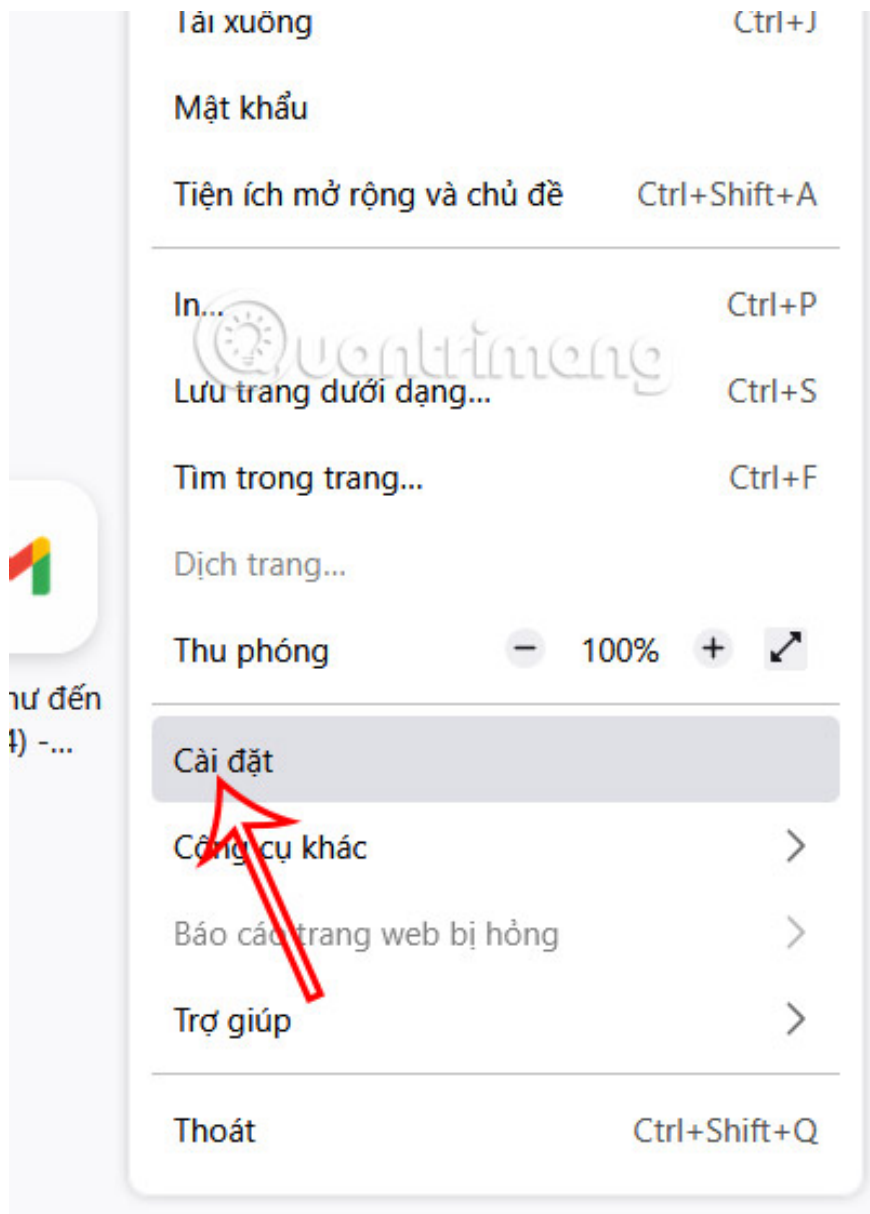 Tải xuống Ctrl+J
Mật khẩu
Tiện ích mở rộng và chủ đề Ctrl+Shift+A
In... Ctrl+P
Quantrimang
Lưu trang dưới dạng... Ctrl+S
Tìm trong trang... Ctrl+F
Dịch trang...
Thu phóng − 100% +
hư đến
4) -...
Cài đặt
Công cụ khác
Báo cáo trang web bị hỏng
Trợ giúp
Thoát Ctrl+Shift+Q